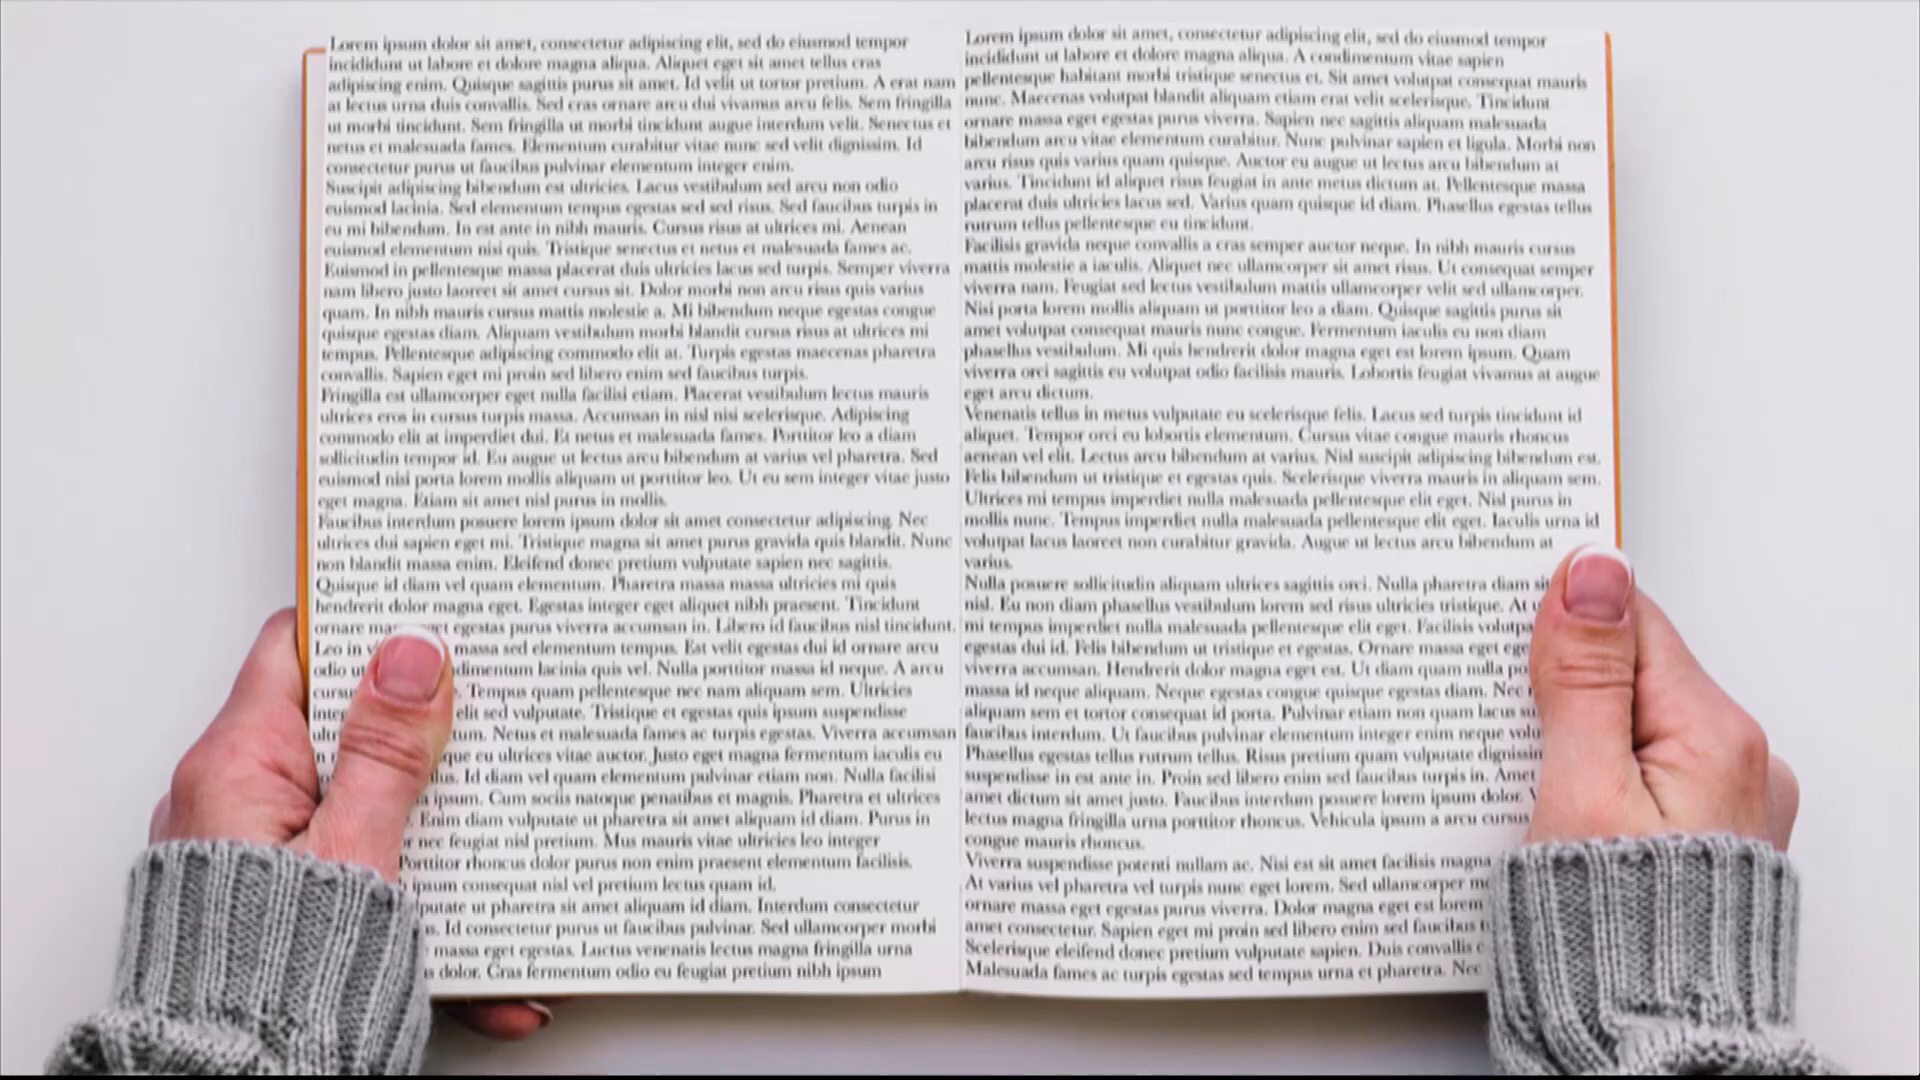 Lorem ipsum dolor sit amet, consectetur adipiscing elit, sed do eiusmod tempor
incididunt ut labore et dolore magna aliqua. Aliquet eget sit amet tellus cras
adipiscing enim. Quisque sagittis purus sit amet. Id velit ut tortor pretium. A erat nam
at lectus urna duis convallis. Sed cras ornare arcu dui vivamus arcu felis. Sem fringilla
ut morbi tincidunt. Sem fringilla ut morbi tincidunt augue interdum velit. Senectus et
netus et malesuada fames. Elementum curabitur vitae nunc sed velit dignissim. Id
consectetur purus ut faucibus pulvinar elementum integer enim.
Suscipit adipiscing bibendum est ultricies. Lacus vestibulum sed arcu non odio
euismod lacinia. Sed elementum tempus egestas sed sed risus. Sed faucibus turpis in
eu mi bibendum. In est ante in nibh mauris. Cursus risus at ultrices mi. Aenean
euismod elementum nisi quis. Tristique senectus et netus et malesuada fames ac.
Euismod in pellentesque massa placerat duis ultricies lacus sed turpis. Semper viverra
nam libero justo laoreet sit amet cursus sit. Dolor morbi non arcu risus quis varius
quam. In nibh mauris cursus mattis molestie a. Mi bibendum neque egestas congue
quisque egestas diam. Aliquam vestibulum morbi blandit cursus risus at ultrices mi
tempus. Pellentesque adipiscing commodo elit at. Turpis egestas maecenas pharetra
convallis. Sapien eget mi proin sed libero enim sed faucibus turpis.
Fringilla est ullamcorper eget nulla facilisi etiam. Placerat vestibulum lectus mauris
ultrices eros in cursus turpis massa. Accumsan in nisl nisi scelerisque. Adipiscing
commodo elit at imperdiet dui. Et netus et malesuada fames. Porttitor leo a diam
sollicitudin tempor id. Eu augue ut lectus arcu bibendum at varius vel pharetra. Sed
euismod nisi porta lorem mollis aliquam ut porttitor leo. Ut eu sem integer vitae justo
eget magna. Etiam sit amet nisl purus in mollis.
Faucibus interdum posuere lorem ipsum dolor sit amet consectetur adipiscing. Nec
ultrices dui sapien eget mi. Tristique magna sit amet purus gravida quis blandit. Nunc
non blandit massa enim. Eleifend donec pretium vulputate sapien nec sagittis.
Quisque id diam vel quam elementum. Pharetra massa massa ultricies mi quis
hendrerit dolor magna eget. Egestas integer eget aliquet nibh praesent. Tincidunt
ornare egestas purus viverra accumsan in. Libero id faucibus nisl tincidunt.
Leo in massa sed elementum tempus. Est velit egestas dui id ornare arcu
odio ut lacinia quis vel. Nulla porttitor massa id neque. A arcu
Tempus quam pellentesque nec nam aliquam sem. Ultricies
elit sed vulputate. Tristique et egestas quis ipsum suspendisse
Netus et malesuada fames ac turpis egestas. Viverra accumsan
eu ultrices vitae auctor. Justo eget magna fermentum iaculis eu
Id diam vel quam elementum pulvinar etiam non. Nulla facilisi
ipsum. Cum sociis natoque penatibus et magnis. Pharetra et ultrices
Enim diam vulputate ut pharetra sit amet aliquam id diam. Purus in
nec feugiat nisl pretium. Mus mauris vitae ultricies leo integer
Porttitor rhoncus dolor purus non enim praesent elementum facilisis.
ipsum consequat nisl vel pretium lectus quam id.
ut pharetra sit amet aliquam id diam. Interdum consectetur
Id consectetur purus ut faucibus pulvinar. Sed ullamcorper morbi
massa eget egestas. Luctus venenatis lectus magna fringilla urna
dolor. Cras fermentum odio eu feugiat pretium nibh ipsum
Lorem ipsum dolor sit amet, consectetur adipiscing elit, sed do eiusmod tempor
incididunt ut labore et dolore magna aliqua. A condimentum vitae sapien
pellentesque habitant morbi tristique senectus et. Sit amet volutpat consequat mauris
nunc. Maecenas volutpat blandit aliquam etiam erat velit scelerisque. Tincidunt
ornare massa eget egestas purus viverra. Sapien nec sagittis aliquam malesuada
bibendum arcu vitae elementum curabitur. Nunc pulvinar sapien et ligula. Morbi non
arcu risus quis varius quam quisque. Auctor eu augue ut lectus arcu bibendum at
varius. Tincidunt id aliquet risus feugiat in ante metus dictum at. Pellentesque massa
placerat duis ultricies lacus sed. Varius quam quisque id diam. Phasellus egestas tellus
rutrum tellus pellentesque eu tincidunt.
Facilisis gravida neque convallis a cras semper auctor neque. In nibh mauris cursus
mattis molestie a iaculis. Aliquet nec ullamcorper sit amet risus. Ut consequat semper
viverra nam. Feugiat sed lectus vestibulum mattis ullamcorper velit sed ullamcorper.
Nisi porta lorem mollis aliquam ut porttitor leo a diam. Quisque sagittis purus sit
amet volutpat consequat mauris nunc congue. Fermentum iaculis eu non diam
phasellus vestibulum. Mi quis hendrerit dolor magna eget est lorem ipsum. Quam
viverra orci sagittis eu volutpat odio facilisis mauris. Lobortis feugiat vivamus at augue
eget arcu dictum.
Venenatis tellus in metus vulputate eu scelerisque felis. Lacus sed turpis tincidunt id
aliquet. Tempor orci eu lobortis elementum. Cursus vitae congue mauris rhoncus
aenean vel elit. Lectus arcu bibendum at varius. Nisl suscipit adipiscing bibendum est.
Felis bibendum ut tristique et egestas quis. Scelerisque viverra mauris in aliquam sem.
Ultrices mi tempus imperdiet nulla malesuada pellentesque elit eget. Nisl purus in
mollis nunc. Tempus imperdiet nulla malesuada pellentesque elit eget. Iaculis urna id
volutpat lacus laoreet non curabitur gravida. Augue ut lectus arcu bibendum at
varius.
Nulla posuere sollicitudin aliquam ultrices sagittis orci. Nulla pharetra diam sit
nisl. Eu non diam phasellus vestibulum lorem sed risus ultricies tristique. At
mi tempus imperdiet nulla malesuada pellentesque elit eget. Facilisis
egestas dui id. Felis bibendum ut tristique et egestas. Ornare massa eget
viverra accumsan. Hendrerit dolor magna eget est. Ut diam quam nulla
massa id neque aliquam. Neque egestas congue quisque egestas diam. Nec
aliquam sem et tortor consequat id porta. Pulvinar etiam non quam lacus
faucibus interdum. Ut faucibus pulvinar elementum integer enim neque
Phasellus egestas tellus rutrum tellus. Risus pretium quam vulputate
suspendisse in est ante in. Proin sed libero enim sed faucibus turpis in. Amet
amet dictum sit amet justo. Faucibus interdum posuere lorem ipsum dolor.
lectus magna fringilla urna porttitor rhoncus. Vehicula ipsum a arcu cursus
congue mauris rhoncus.
Viverra suspendisse potenti nullam ac. Nisi est sit amet facilisis magna
At varius vel pharetra vel turpis nunc eget lorem. Sed ullamcorper
ornare massa eget egestas purus viverra. Dolor magna eget est lorem
amet consectetur. Sapien eget mi proin sed libero enim sed faucibus
Scelerisque eleifend donec pretium vulputate sapien. Duis convallis
Malesuada fames ac turpis egestas sed tempus urna et pharetra. Nec